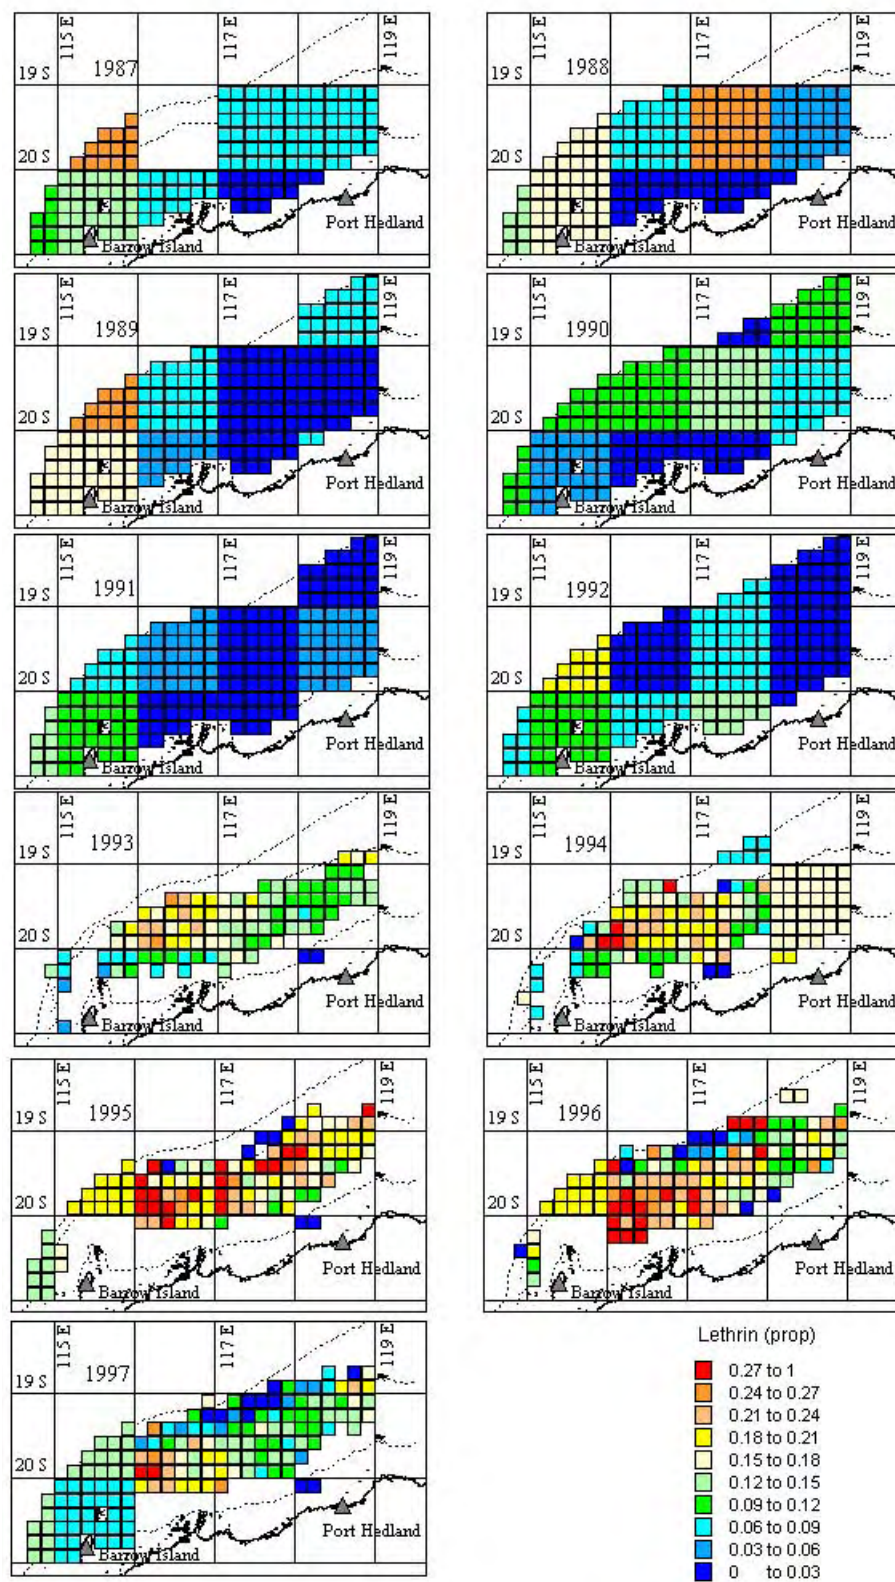 115 E
117 E
119 E
19 S
1987
20 S
Port Hedland
Barrow Island
115 E
117 E
119 E
19 S
1988
20 S
Port Hedland
Barrow Island
115 E
117 E
119 E
19 S
1989
20 S
Port Hedland
Barrow Island
115 E
117 E
119 E
19 S
1990
20 S
Port Hedland
Barrow Island
115 E
117 E
119 E
19 S
1991
20 S
Port Hedland
Barrow Island
115 E
117 E
119 E
19 S
1992
20 S
Port Hedland
Barrow Island
115 E
117 E
119 E
19 S
1993
20 S
Port Hedland
Barrow Island
115 E
117 E
119 E
19 S
1994
20 S
Port Hedland
Barrow Island
115 E
117 E
119 E
19 S
1995
20 S
Port Hedland
Barrow Island
115 E
117 E
119 E
19 S
1996
20 S
Port Hedland
Barrow Island
115 E
117 E
119 E
19 S
1997
20 S
Port Hedland
Barrow Island
Lethrin (prop)
0.27 to 1
0.24 to 0.27
0.21 to 0.24
0.18 to 0.21
0.15 to 0.18
0.12 to 0.15
0.09 to 0.12
0.06 to 0.09
0.03 to 0.06
0 to 0.03